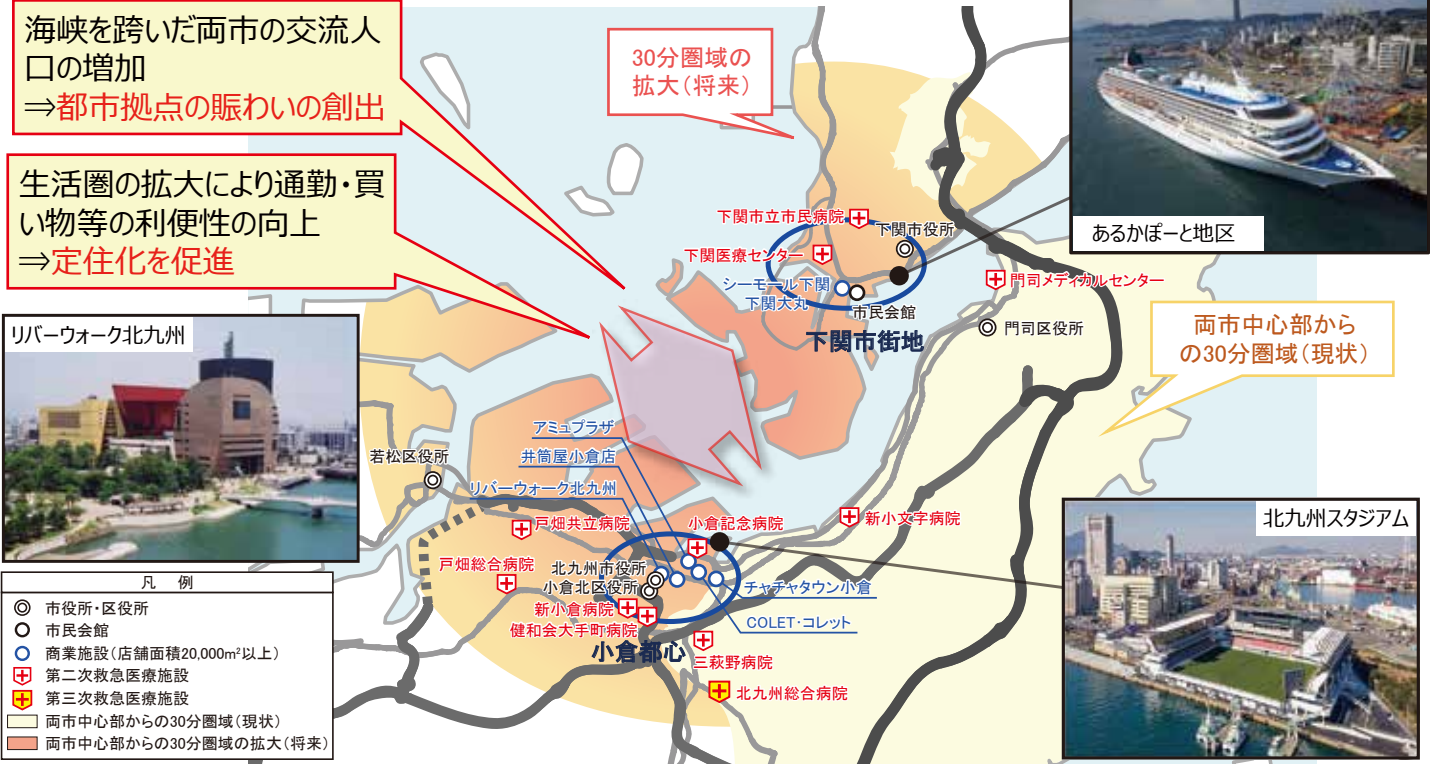 海峡を跨いだ両市の交流人
口の増加
⇒都市拠点の賑わいの創出
生活圏の拡大により通勤・買
い物等の利便性の向上
⇒定住化を促進
30分圏域の
拡大(将来)
あるかぽーと地区
下関市立市民病院
下関市役所
下関医療センター
シーモール下関
下関大丸
市民会館
下関市街地
門司メディカルセンター
門司区役所
両市中心部から
の30分圏域(現状)
リバーウォーク北九州
アミュプラザ
井筒屋小倉店
リバーウォーク北九州
若松区役所
戸畑共立病院
小倉記念病院
新小文字病院
戸畑総合病院
北九州市役所
小倉北区役所
新小倉病院
健和会大手町病院
チャチャタウン小倉
COLET・コレット
小倉都心
三萩野病院
北九州総合病院
北九州スタジアム
凡 例
市役所・区役所
市民会館
商業施設(店舗面積20,000m²以上)
第二次救急医療施設
第三次救急医療施設
両市中心部からの30分圏域(現状)
両市中心部からの30分圏域の拡大(将来)